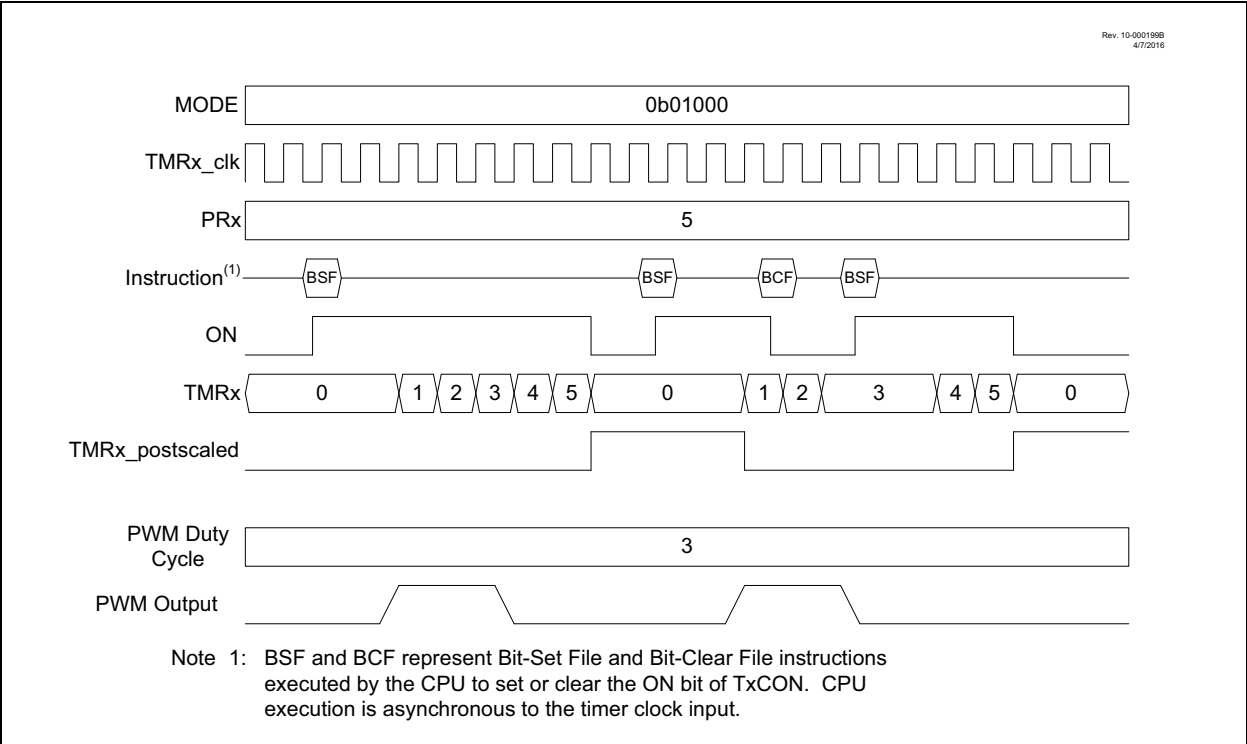 Rev. 10-000199B
4/7/2016
MODE 0b01000
TMRx_clk
PRx 5
Instruction(1) BSF BSF BCF BSF
ON
TMRx 0 1 2 3 4 5 0 1 2 3 4 5 0
TMRx_postscaled
PWM Duty
Cycle 3
PWM Output
Note 1: BSF and BCF represent Bit-Set File and Bit-Clear File instructions
executed by the CPU to set or clear the ON bit of TxCON. CPU
execution is asynchronous to the timer clock input.